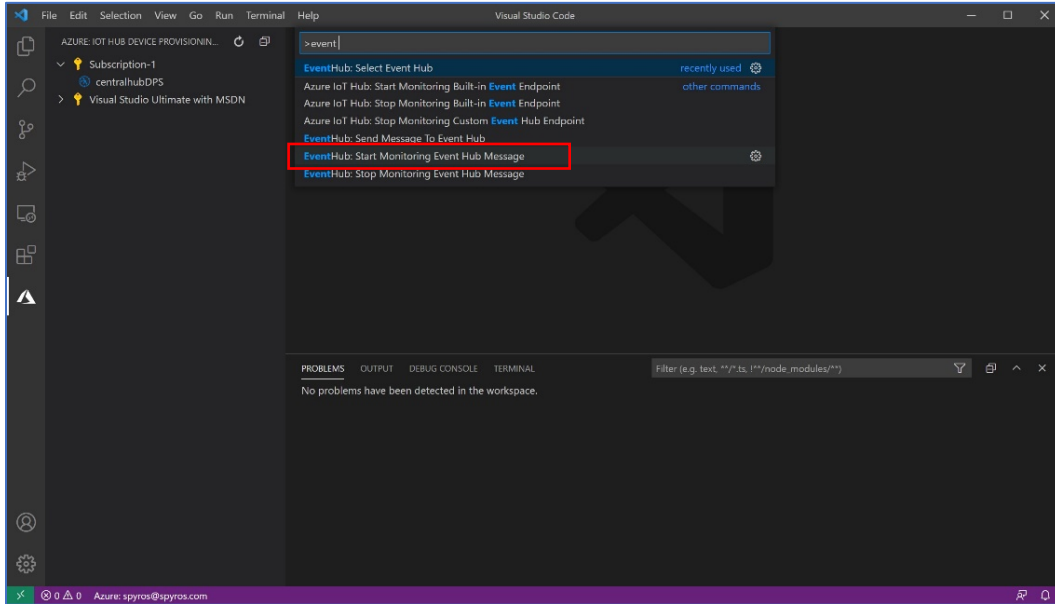 File Edit Selection View Go Run Terminal Help
Visual Studio Code
AZURE: IOT HUB DEVICE PROVISIONIN...
Subscription-1
centralhubDPS
Visual Studio Ultimate with MSDN
>event
EventHub: Select Event Hub recently used
Azure IoT Hub: Start Monitoring Built-in Event Endpoint other commands
Azure IoT Hub: Stop Monitoring Built-in Event Endpoint
Azure IoT Hub: Stop Monitoring Custom Event Hub Endpoint
EventHub: Send Message To Event Hub
EventHub: Start Monitoring Event Hub Message
EventHub: Stop Monitoring Event Hub Message
PROBLEMS OUTPUT DEBUG CONSOLE TERMINAL
Filter (e.g. text, **/*.ts, !**/node_modules/**)
No problems have been detected in the workspace.
0 0 Azure: spyros@spyros.com